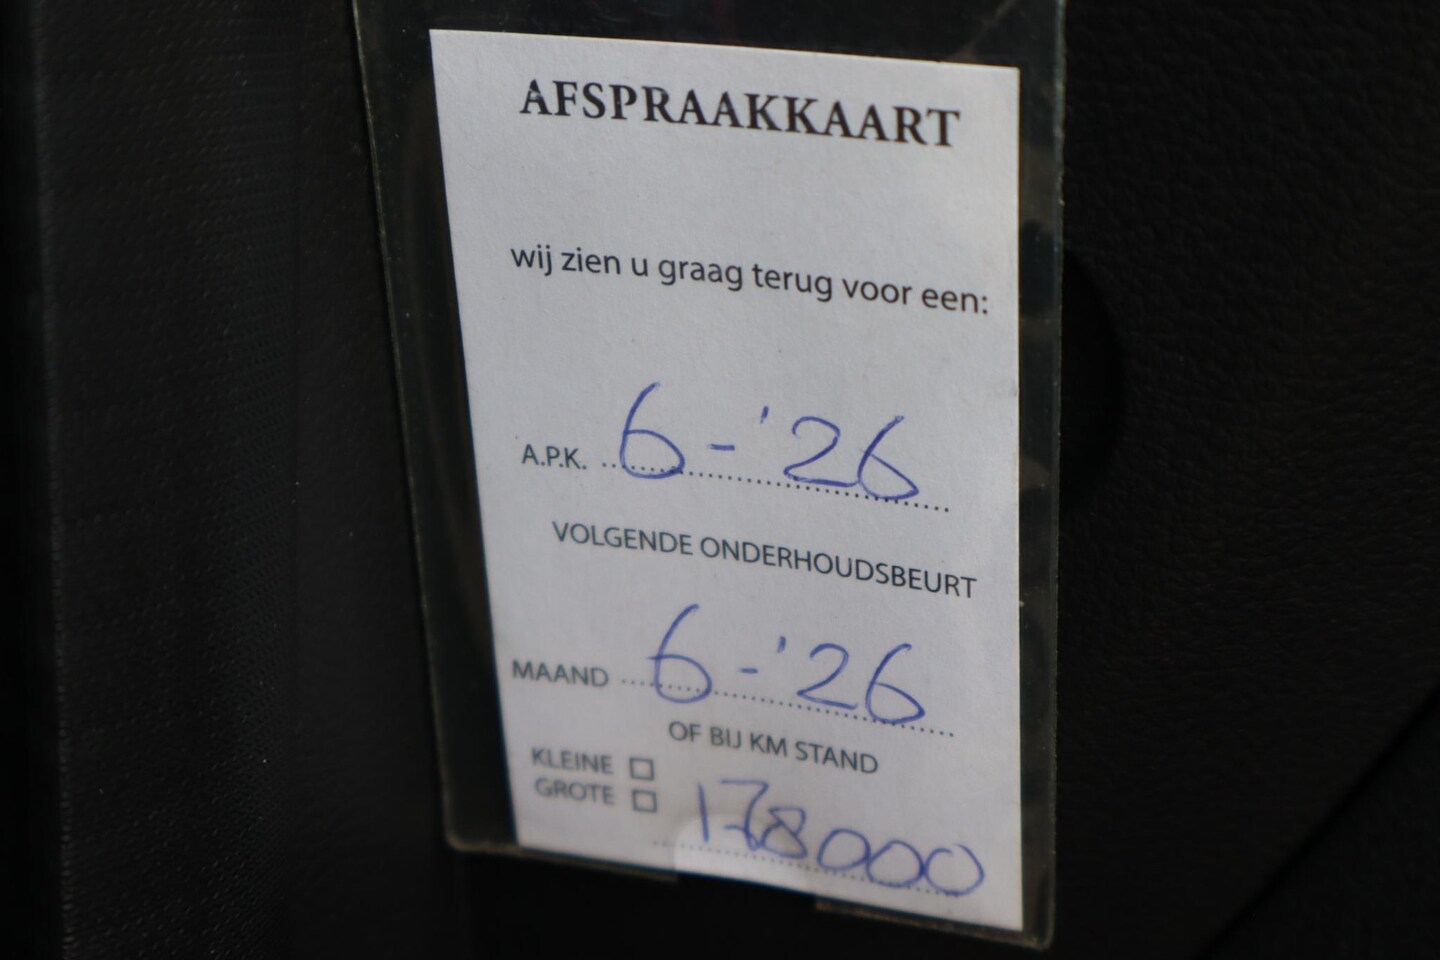 AFSPRAAKKAART
wij zien u graag terug voor een:
A.P.K. 6-'26
VOLGENDE ONDERHOUDSBEURT
MAAND 6-'26
OF BIJ KM STAND
KLEINE
GROTE 178000